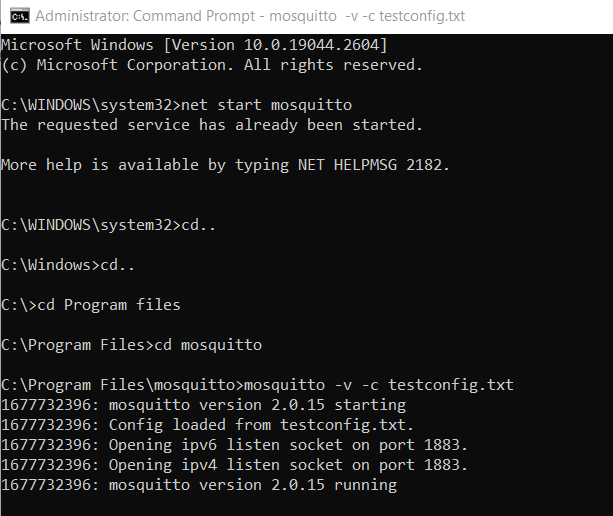 Administrator: Command Prompt - mosquitto  -v -c testconfig.txt
Microsoft Windows [Version 10.0.19044.2604]
(c) Microsoft Corporation. All rights reserved.
C:\WINDOWS\system32>net start mosquitto
The requested service has already been started.
More help is available by typing NET HELPMSG 2182.
C:\WINDOWS\system32>cd..
C:\Windows>cd..
C:\>cd Program files
C:\Program Files>cd mosquitto
C:\Program Files\mosquitto>mosquitto -v -c testconfig.txt
1677732396: mosquitto version 2.0.15 starting
1677732396: Config loaded from testconfig.txt.
1677732396: Opening ipv6 listen socket on port 1883.
1677732396: Opening ipv4 listen socket on port 1883.
1677732396: mosquitto version 2.0.15 running